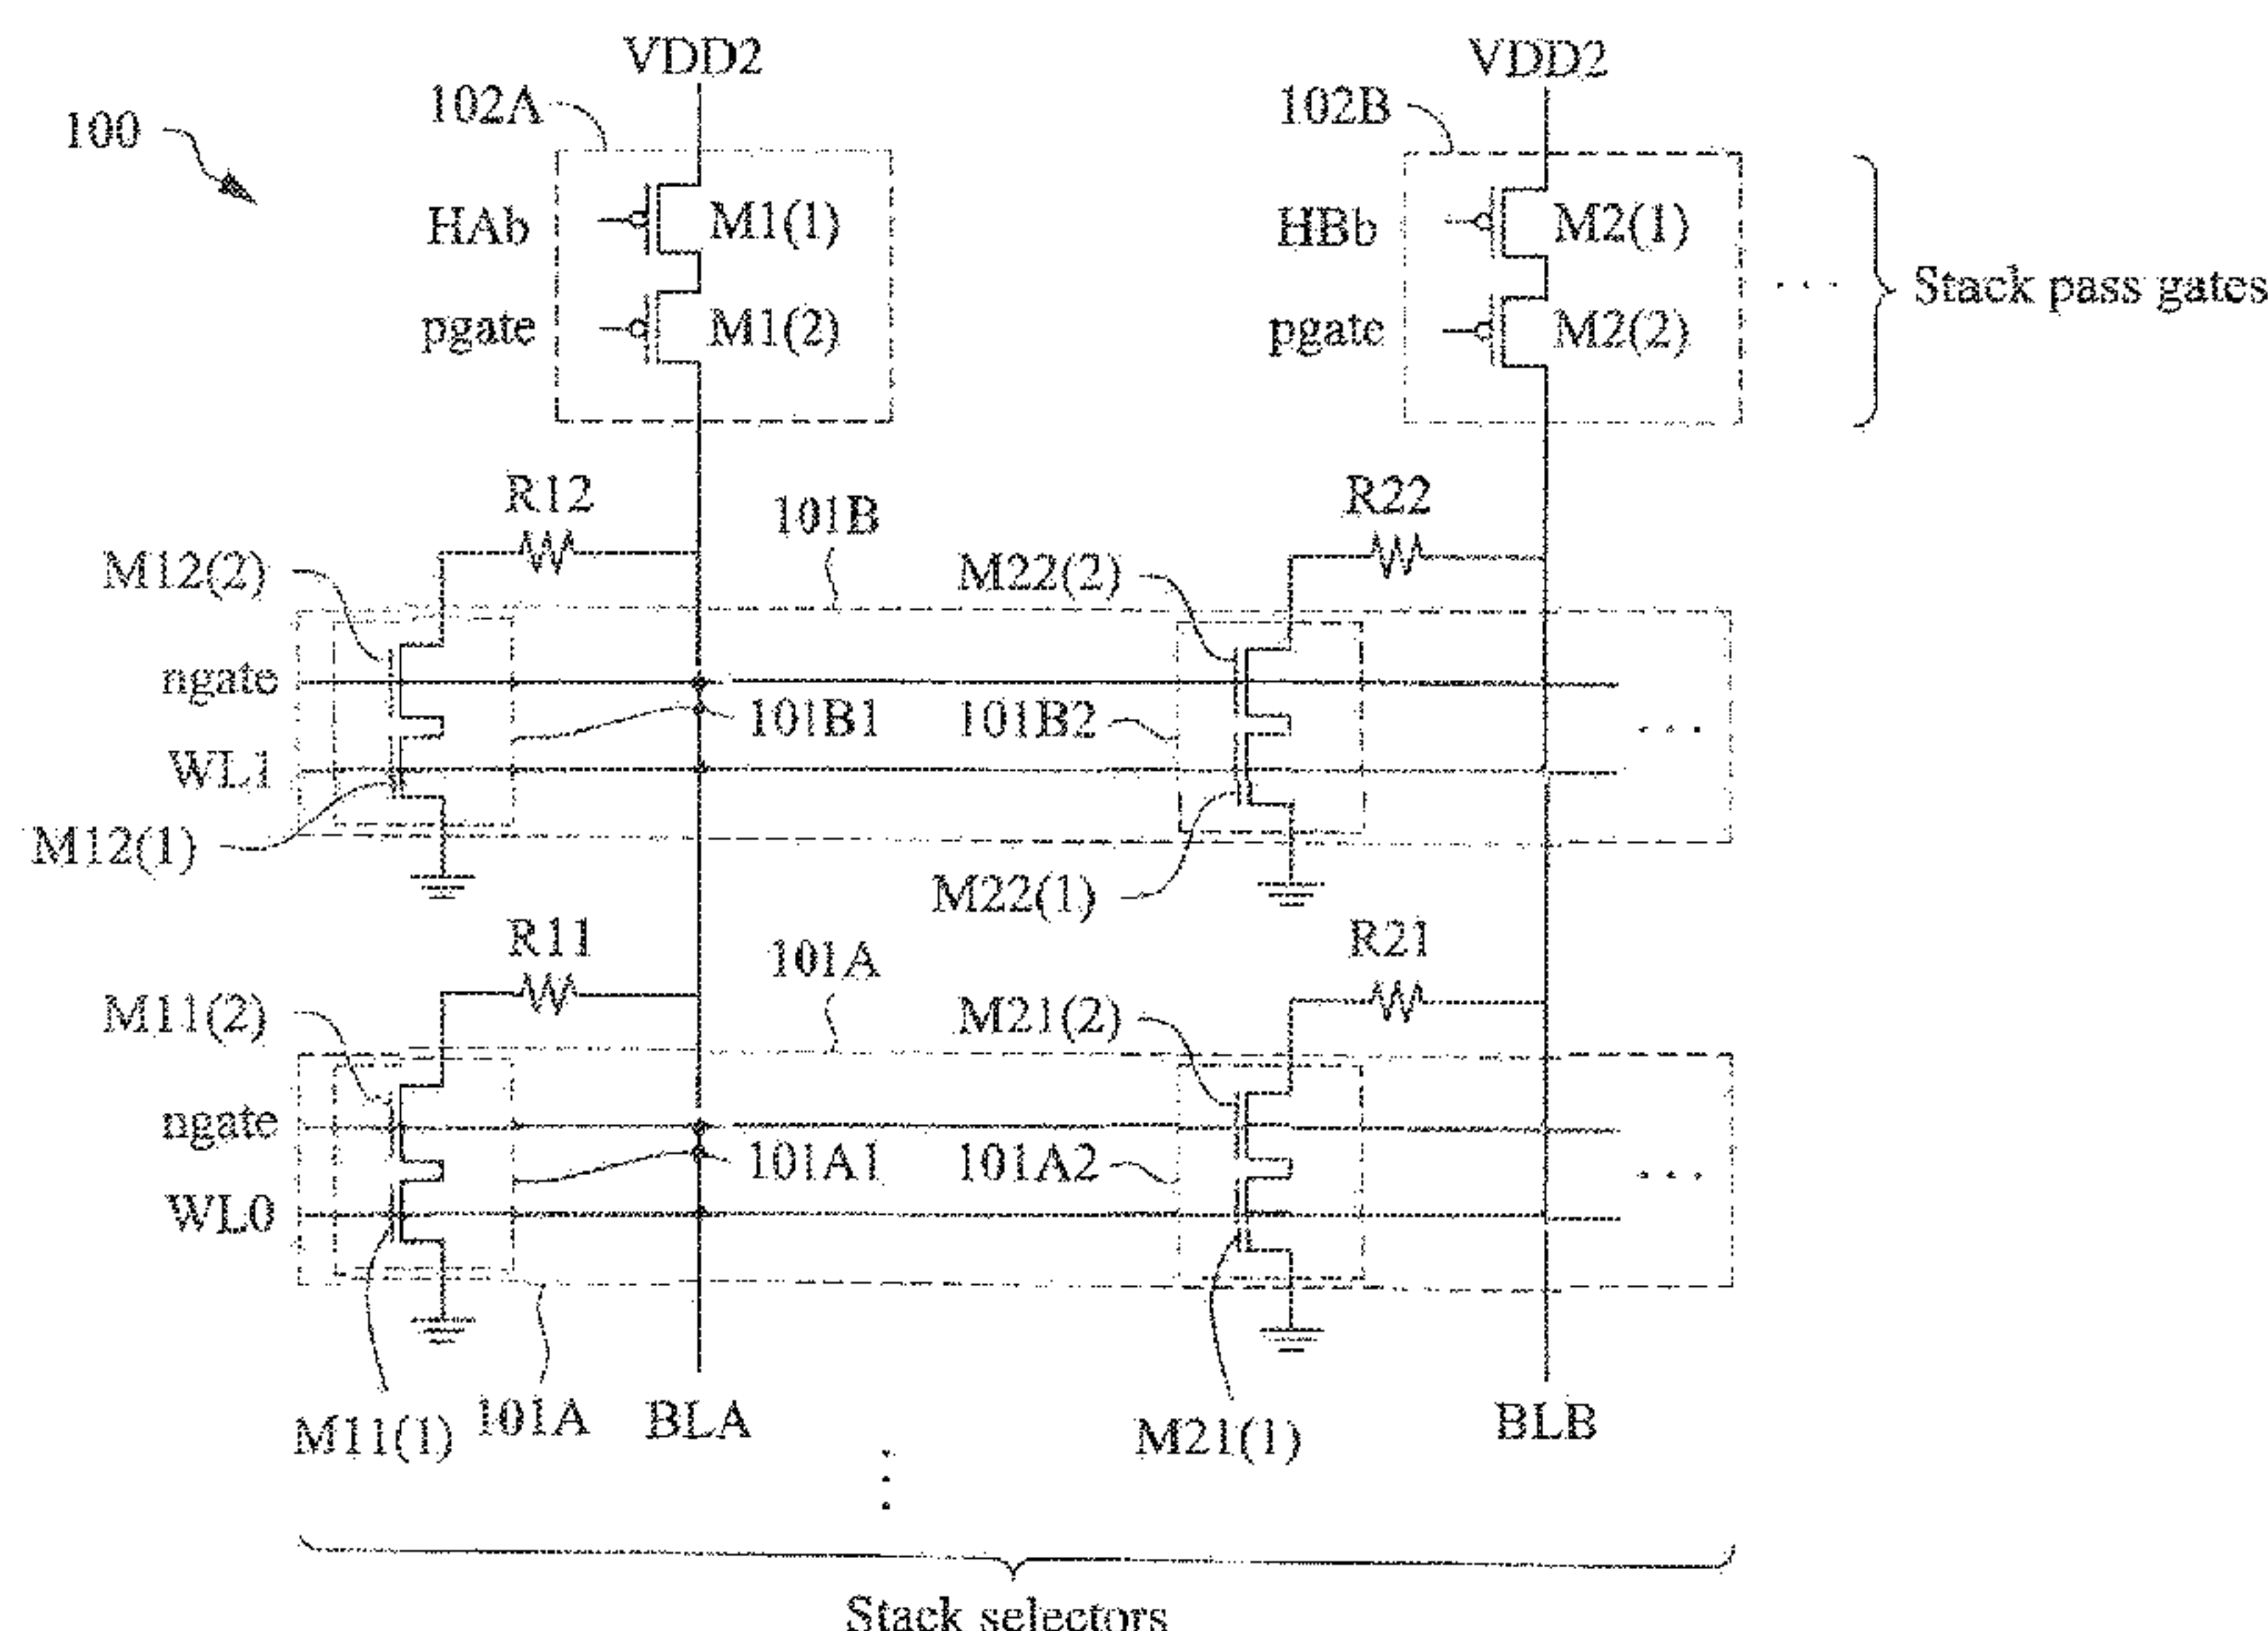 VDD2
VDD2
102A
102B
100
HAb
M1(1)
HBb
M2(1)
Stack pass gates
pgate
M1(2)
pgate
M2(2)
R12
R22
101B
M12(2)
M22(2)
ngate
101B1
101B2
WL1
M12(1)
M22(1)
R11
R21
101A
M11(2)
M21(2)
ngate
101A1
101A2
WL0
M11(1)
101A
BLA
M21(1)
BLB
Stack selectors